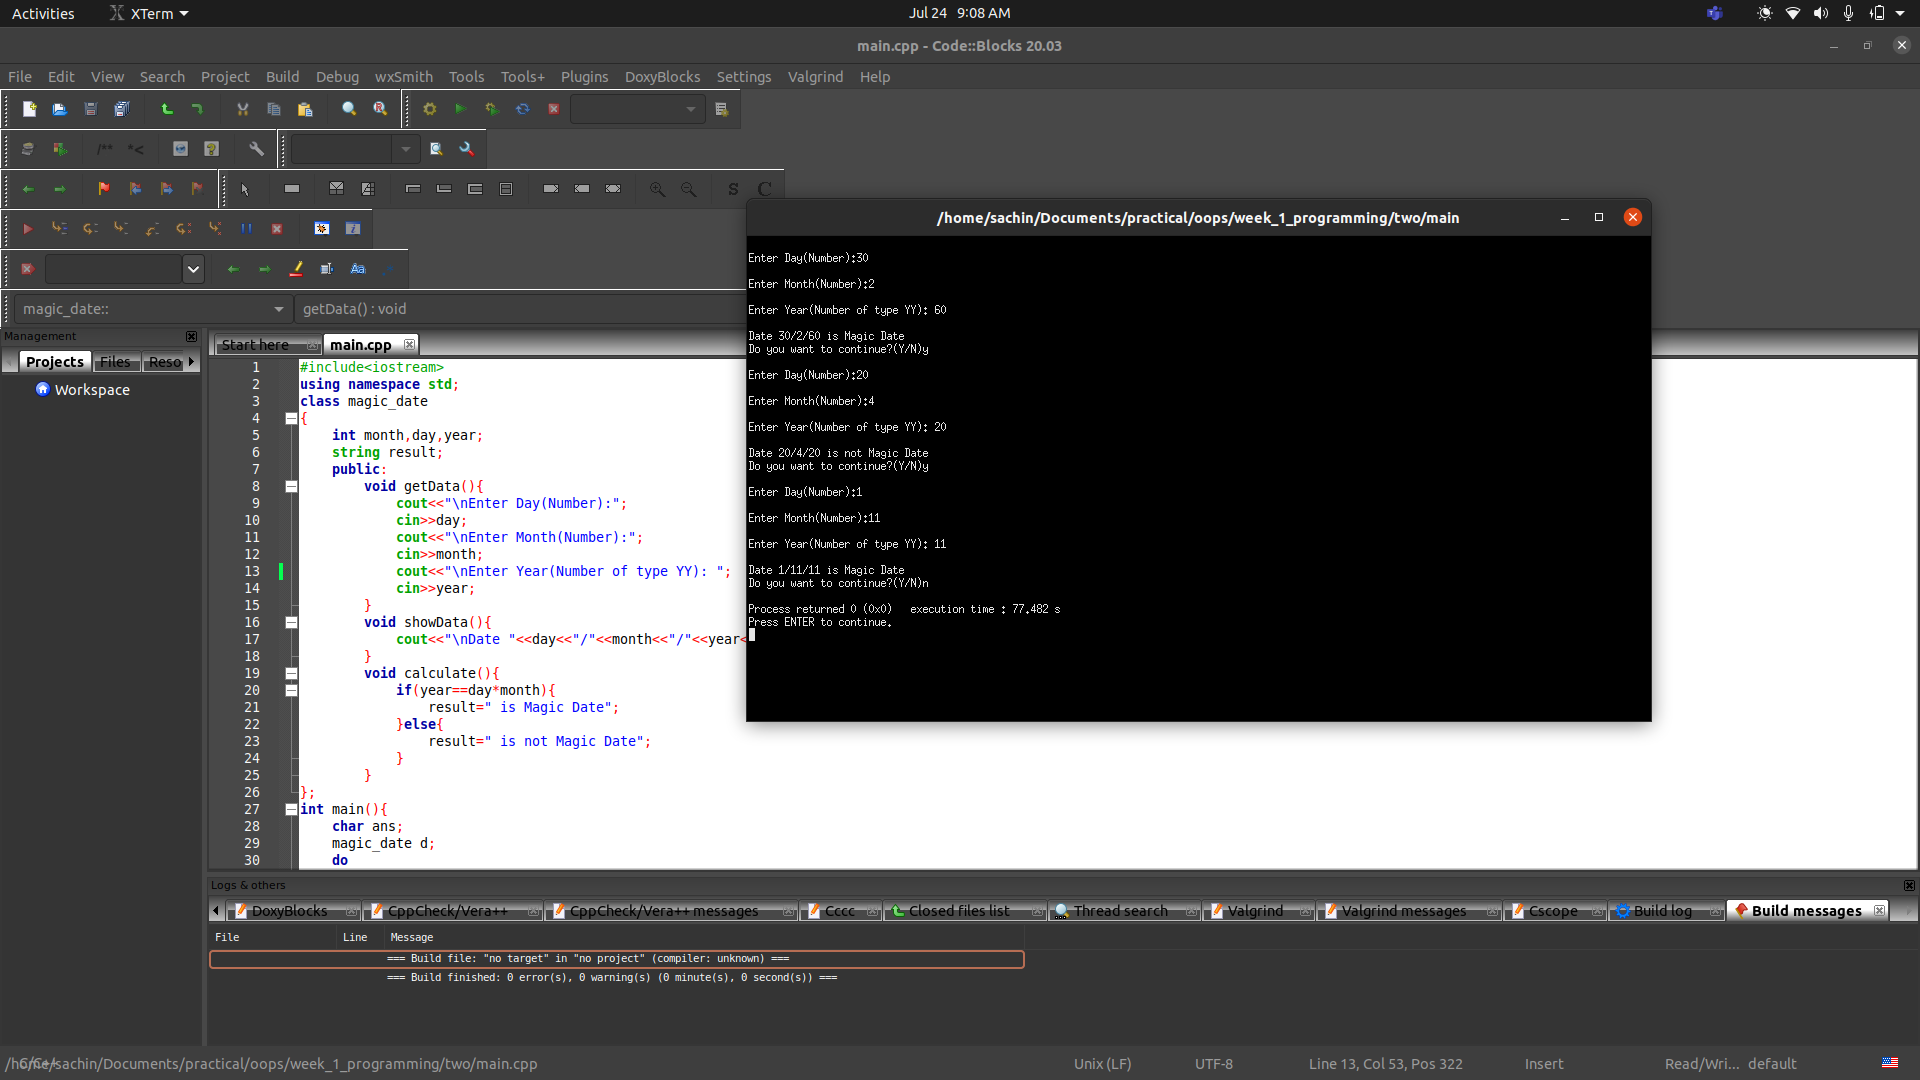 Activities XTerm Jul 24 9:08 AM
main.cpp - Code::Blocks 20.03
File Edit View Search Project Build Debug wxSmith Tools Tools+ Plugins DoxyBlocks Settings Valgrind Help
/** *<
S C
magic_date:: getData() : void
Management
Projects Files Reso
Workspace
Start here main.cpp
1 #include<iostream>
2 using namespace std;
3 class magic_date
4 {
5 int month,day,year;
6 string result;
7 public:
8 void getData(){
9 cout<<"\nEnter Day(Number):";
10 cin>>day;
11 cout<<"\nEnter Month(Number):";
12 cin>>month;
13 cout<<"\nEnter Year(Number of type YY): ";
14 cin>>year;
15 }
16 void showData(){
17 cout<<"\nDate "<<day<<"/"<<month<<"/"<<year<
18 }
19 void calculate(){
20 if(year==day*month){
21 result=" is Magic Date";
22 }else{
23 result=" is not Magic Date";
24 }
25 }
26 };
27 int main(){
28 char ans;
29 magic_date d;
30 do
/home/sachin/Documents/practical/oops/week_1_programming/two/main
Enter Day(Number):30
Enter Month(Number):2
Enter Year(Number of type YY): 60
Date 30/2/60 is Magic Date
Do you want to continue?(Y/N)y
Enter Day(Number):20
Enter Month(Number):4
Enter Year(Number of type YY): 20
Date 20/4/20 is not Magic Date
Do you want to continue?(Y/N)y
Enter Day(Number):1
Enter Month(Number):11
Enter Year(Number of type YY): 11
Date 1/11/11 is Magic Date
Do you want to continue?(Y/N)n
Process returned 0 (0x0) execution time : 77.482 s
Press ENTER to continue.
Logs & others
DoxyBlocks CppCheck/Vera++ CppCheck/Vera++ messages Cccc Closed files list Thread search Valgrind Valgrind messages Cscope Build log Build messages
File Line Message
=== Build file: "no target" in "no project" (compiler: unknown) ===
=== Build finished: 0 error(s), 0 warning(s) (0 minute(s), 0 second(s)) ===
/home/sachin/Documents/practical/oops/week_1_programming/two/main.cpp C/C++ Unix (LF) UTF-8 Line 13, Col 53, Pos 322 Insert Read/Wri... default